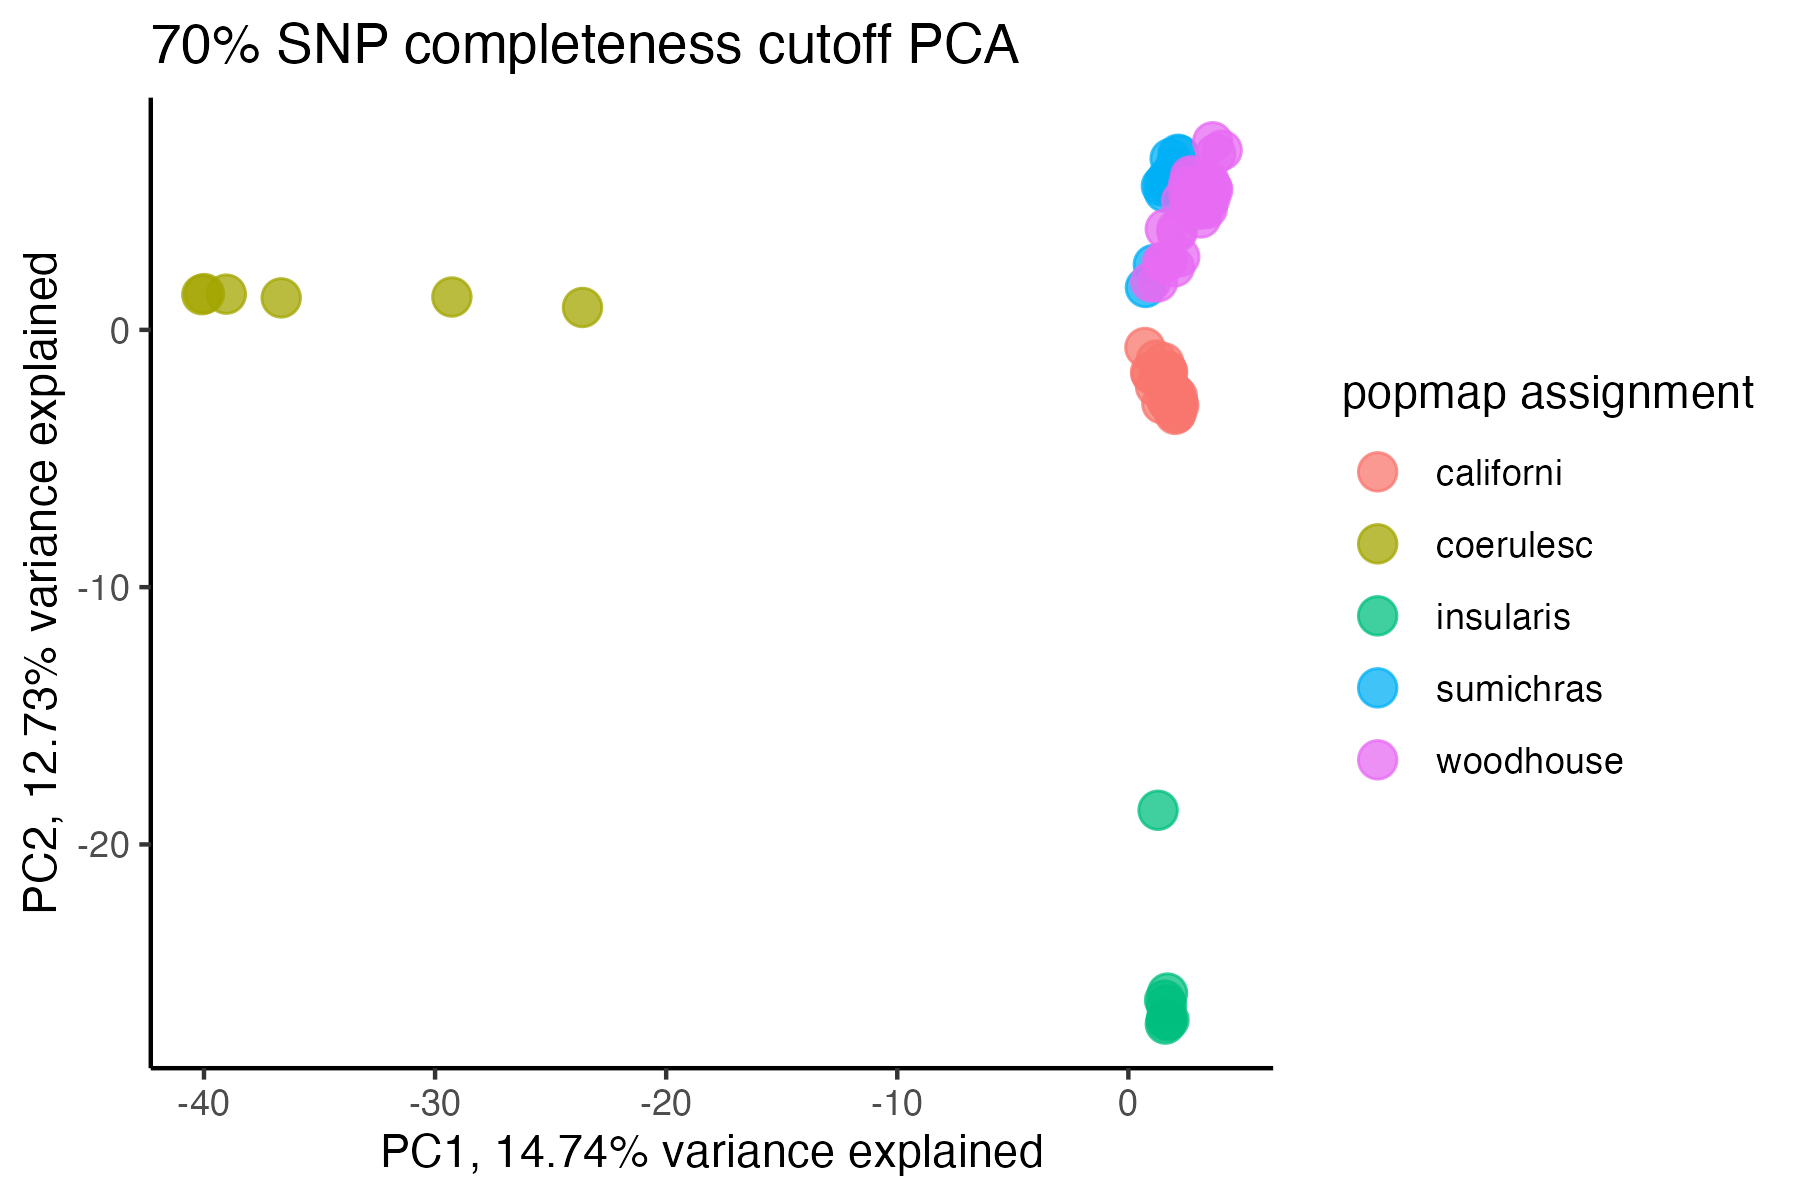 70% SNP completeness cutoff PCA
PC2, 12.73% variance explained
0
-10
-20
-40
-30
-20
-10
0
PC1, 14.74% variance explained
popmap assignment
californi
coerulesc
insularis
sumichras
woodhouse